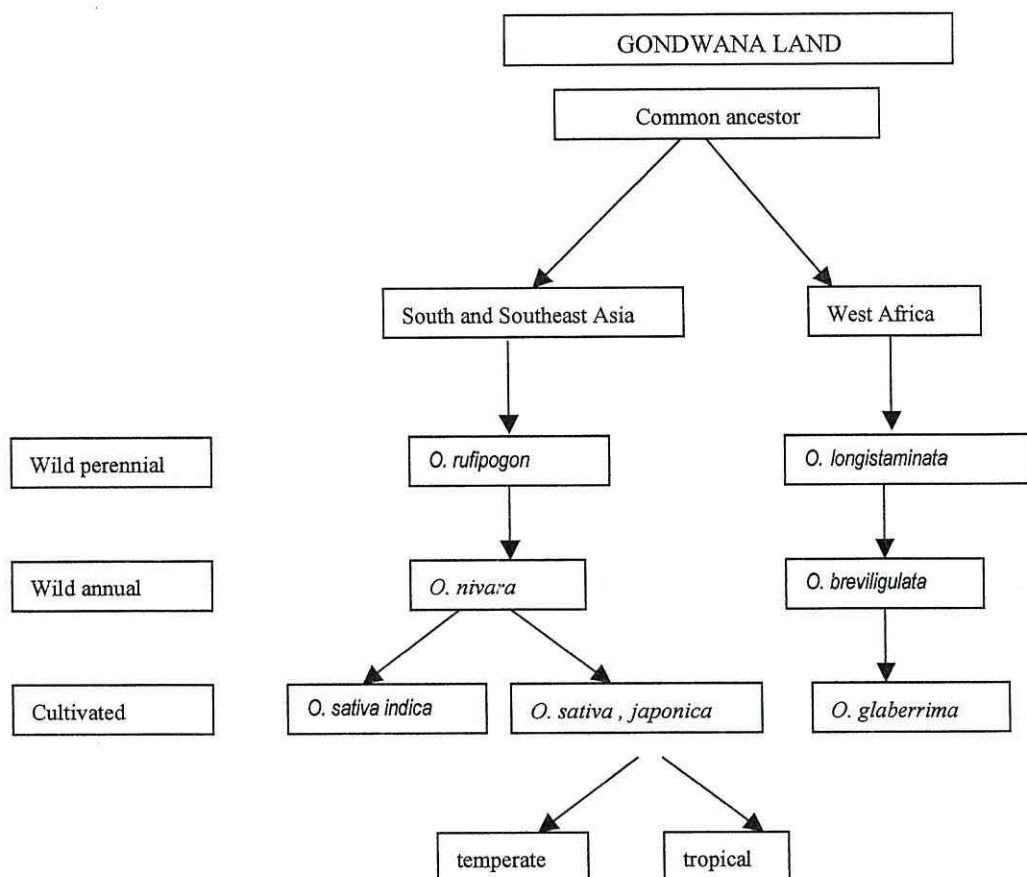 GONDWANA LAND
Common ancestor
South and Southeast Asia
West Africa
Wild perennial
O. rufipogon
O. longistaminata
Wild annual
O. nivara
O. breviligulata
Cultivated
O. sativa indica
O. sativa , japonica
O. glaberrima
temperate
tropical